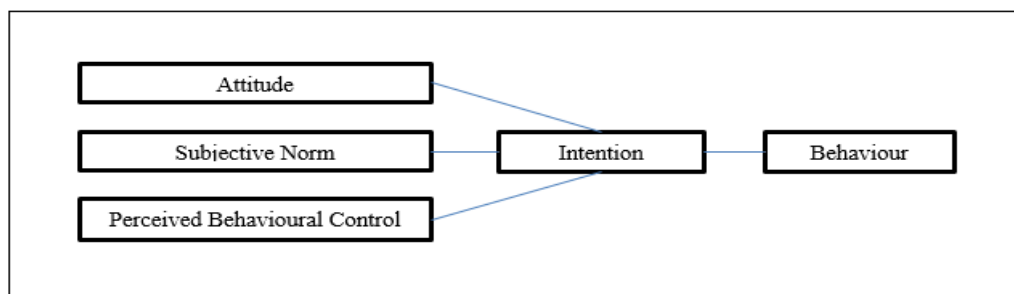 Attitude
Subjective Norm
Intention
Behaviour
Perceived Behavioural Control